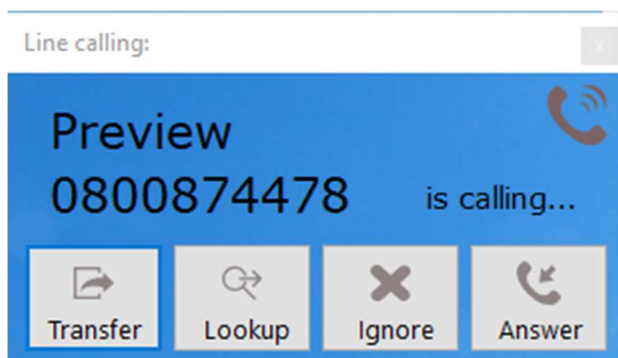 Line calling:
Preview
0800874478 is calling...
Transfer Lookup Ignore Answer